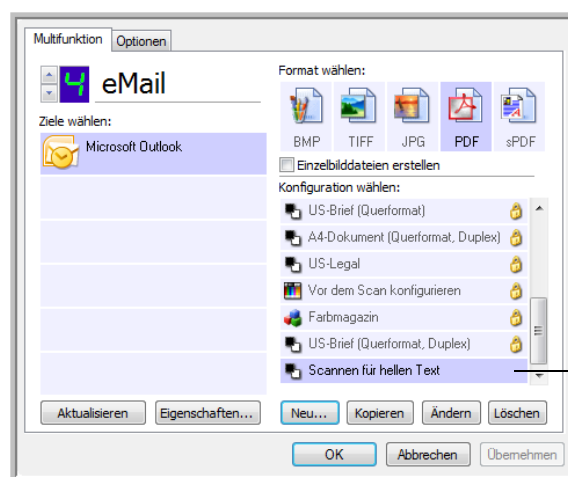 Multifunktion Optionen
4 eMail
Ziele wählen:
Microsoft Outlook
Format wählen:
BMP TIFF JPG PDF sPDF
Einzelbilddateien erstellen
Konfiguration wählen:
US-Brief (Querformat)
A4-Dokument (Querformat, Duplex)
US-Legal
Vor dem Scan konfigurieren
Farbmagazin
US-Brief (Querformat, Duplex)
Scannen für hellen Text
Aktualisieren Eigenschaften... Neu... Kopieren Ändern Löschen
OK Abbrechen Übernehmen